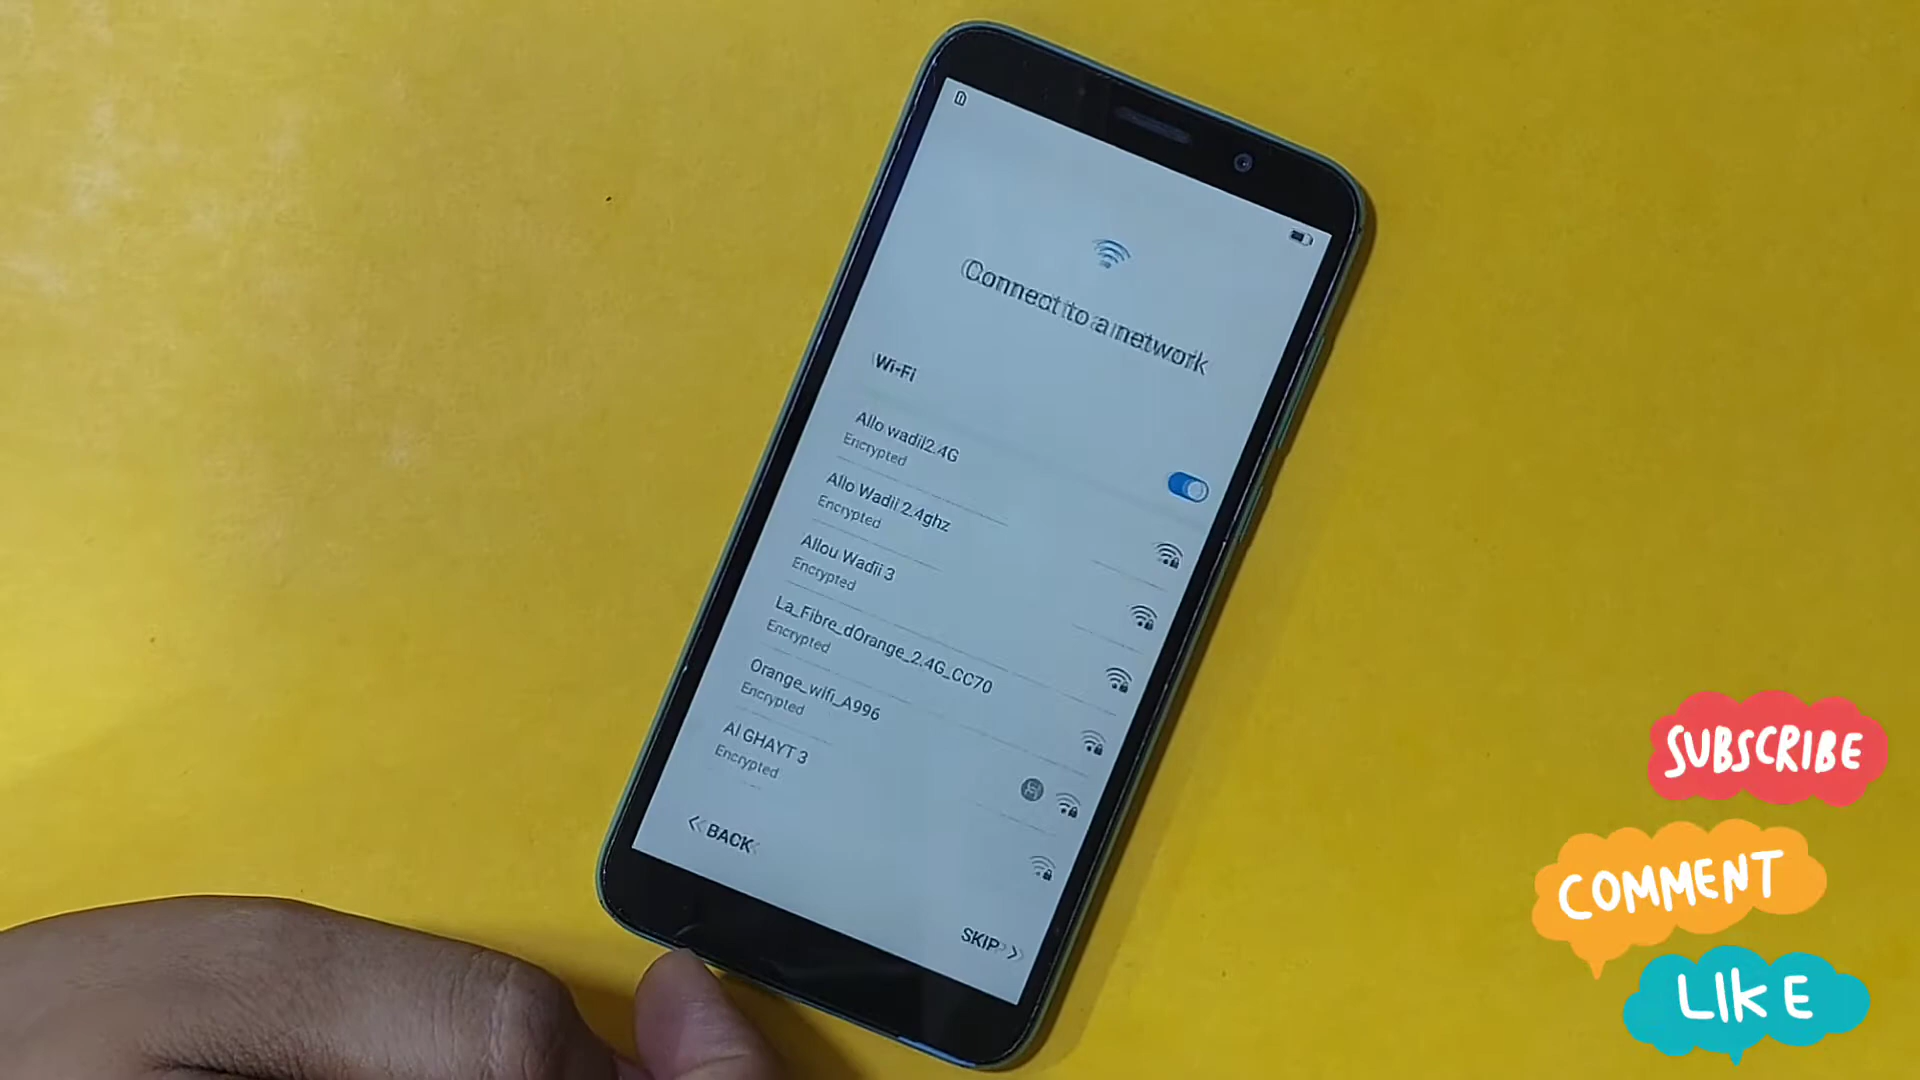 Connect to a network
Wi-Fi
Allo wadii2.4G
Encrypted
Allo Wadii 2.4ghz
Encrypted
Allou Wadii 3
Encrypted
La_Fibre_dOrange_2.4G_CC70
Encrypted
Orange_wifi_A996
Encrypted
Al GHAYT 3
Encrypted
BACK
SKIP
SUBSCRIBE
COMMENT
LIKE